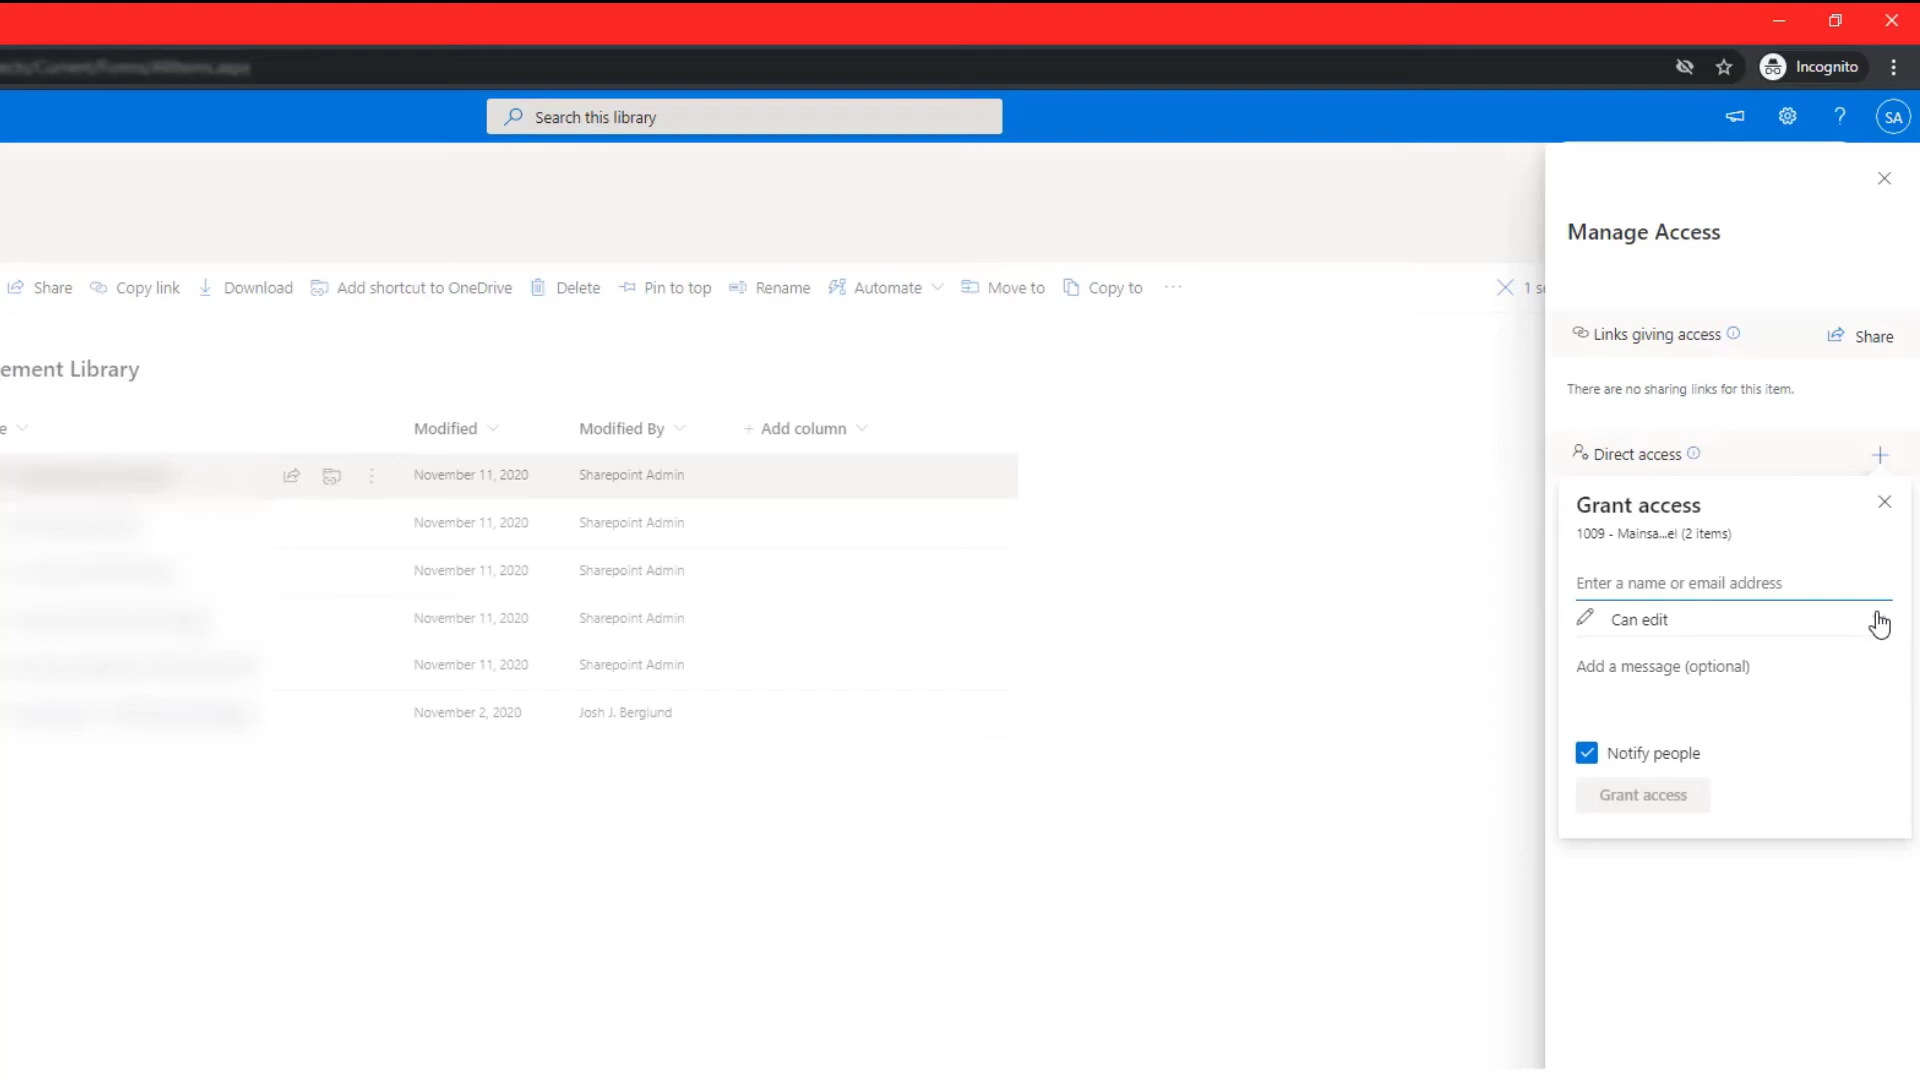 Incognito
Search this library
SA
Manage Access
Share Copy link Download Add shortcut to OneDrive Delete Pin to top Rename Automate Move to Copy to ··· 1 se
Links giving access Share
There are no sharing links for this item.
ement Library
e Modified Modified By + Add column
Direct access
November 11, 2020 Sharepoint Admin
November 11, 2020 Sharepoint Admin
November 11, 2020 Sharepoint Admin
November 11, 2020 Sharepoint Admin
November 11, 2020 Sharepoint Admin
November 2, 2020 Josh J. Berglund
Grant access
1009 - Mainsa...el (2 items)
Enter a name or email address
Can edit
Add a message (optional)
Notify people
Grant access